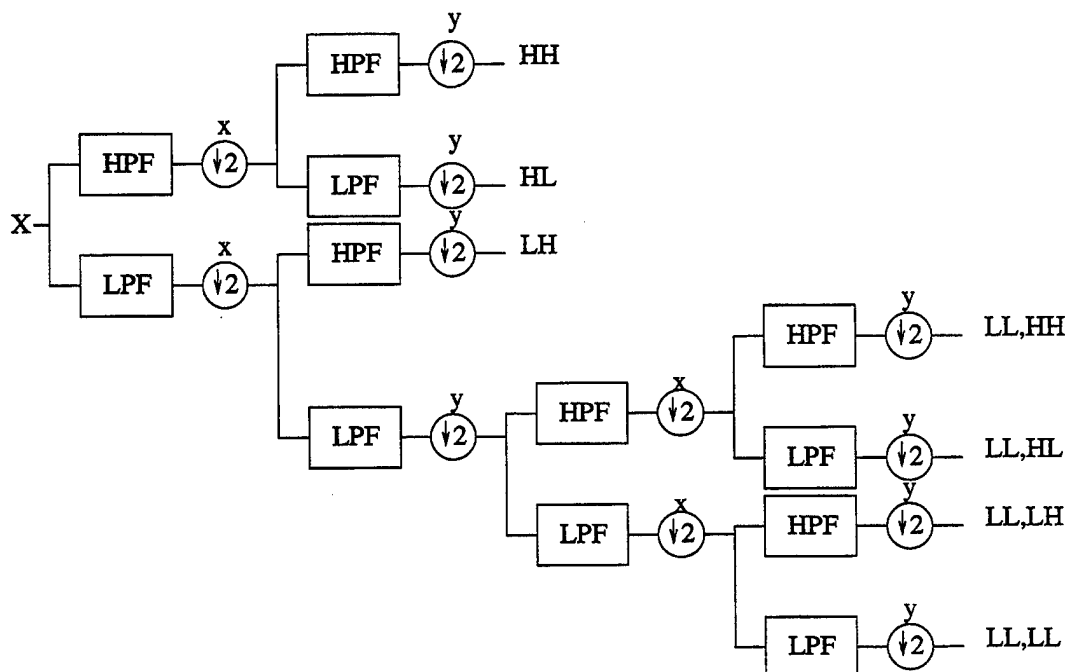 y
HPF ↓2 HH
x
HPF ↓2
y
LPF ↓2 HL
X
x
LPF ↓2
y
HPF ↓2 LH
y
HPF ↓2 LL,HH
y
LPF ↓2
x
HPF ↓2
y
LPF ↓2 LL,HL
x
LPF ↓2
y
HPF ↓2 LL,LH
y
LPF ↓2 LL,LL